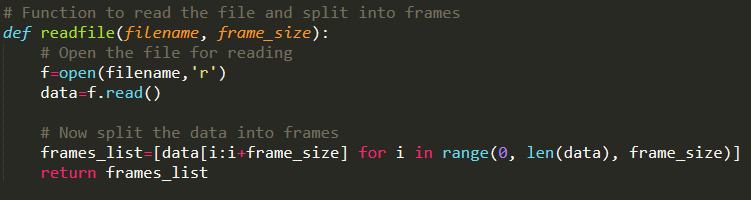 # Function to read the file and split into frames
def readfile(filename, frame_size):
    # Open the file for reading
    f=open(filename,'r')
    data=f.read()

    # Now split the data into frames
    frames_list=[data[i:i+frame_size] for i in range(0, len(data), frame_size)]
    return frames_list